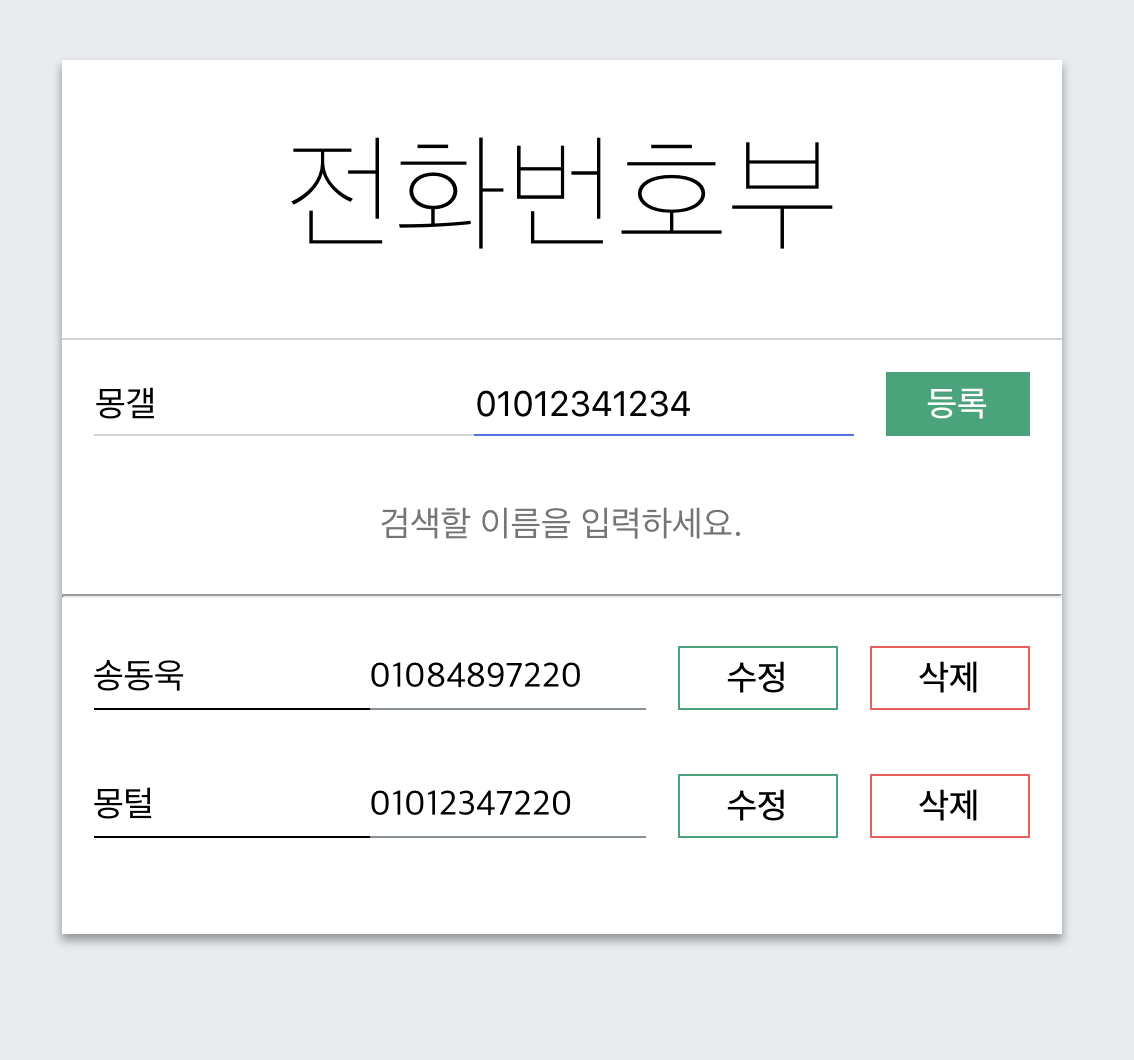 전화번호부
몽갤 01012341234 등록
검색할 이름을 입력하세요.
송동욱 01084897220 수정 삭제
몽털 01012347220 수정 삭제